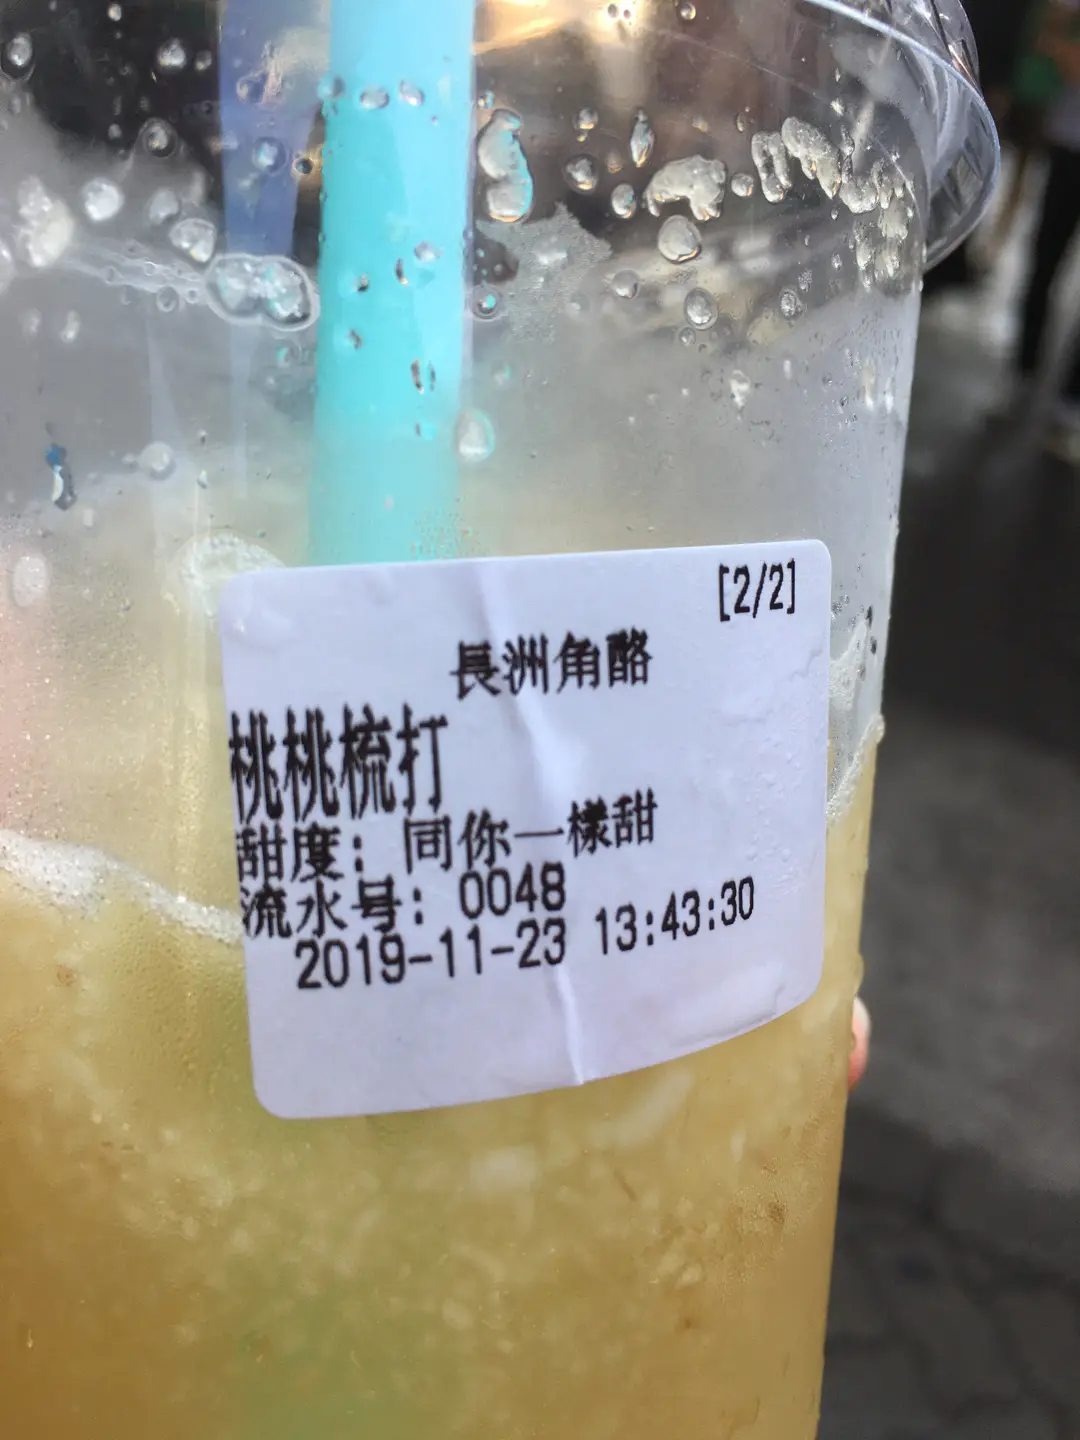 [2/2]
長洲角酪
桃桃梳打
甜度：同你一樣甜
流水号：0048
2019-11-23 13:43:30